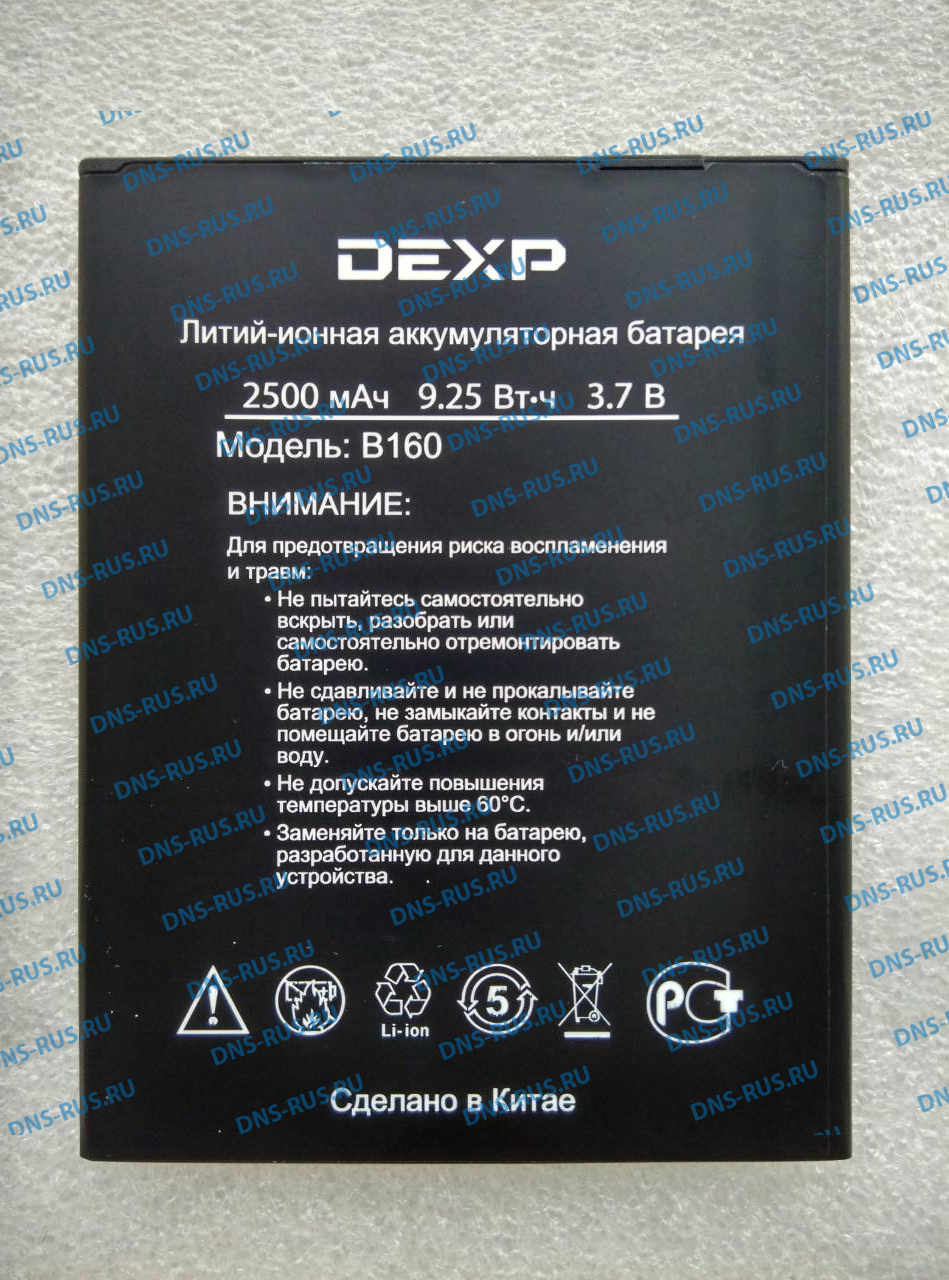 DEXP
Литий-ионная аккумуляторная батарея
2500 мАч 9.25 Вт·ч 3.7 В
Модель: B160
ВНИМАНИЕ:
Для предотвращения риска воспламенения
и травм:
• Не пытайтесь самостоятельно
вскрыть, разобрать или
самостоятельно отремонтировать
батарею.
• Не сдавливайте и не прокалывайте
батарею, не замыкайте контакты и не
помещайте батарею в огонь и/или
воду.
• Не допускайте повышения
температуры выше 60°С.
• Заменяйте только на батарею,
разработанную для данного
устройства.
5
РСТ
Li-ion
Сделано в Китае
DNS-RUS.RU